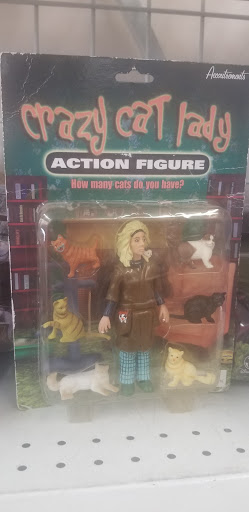 Accoutrements
crazy cat lady
ACTION FIGURE
How many cats do you have?